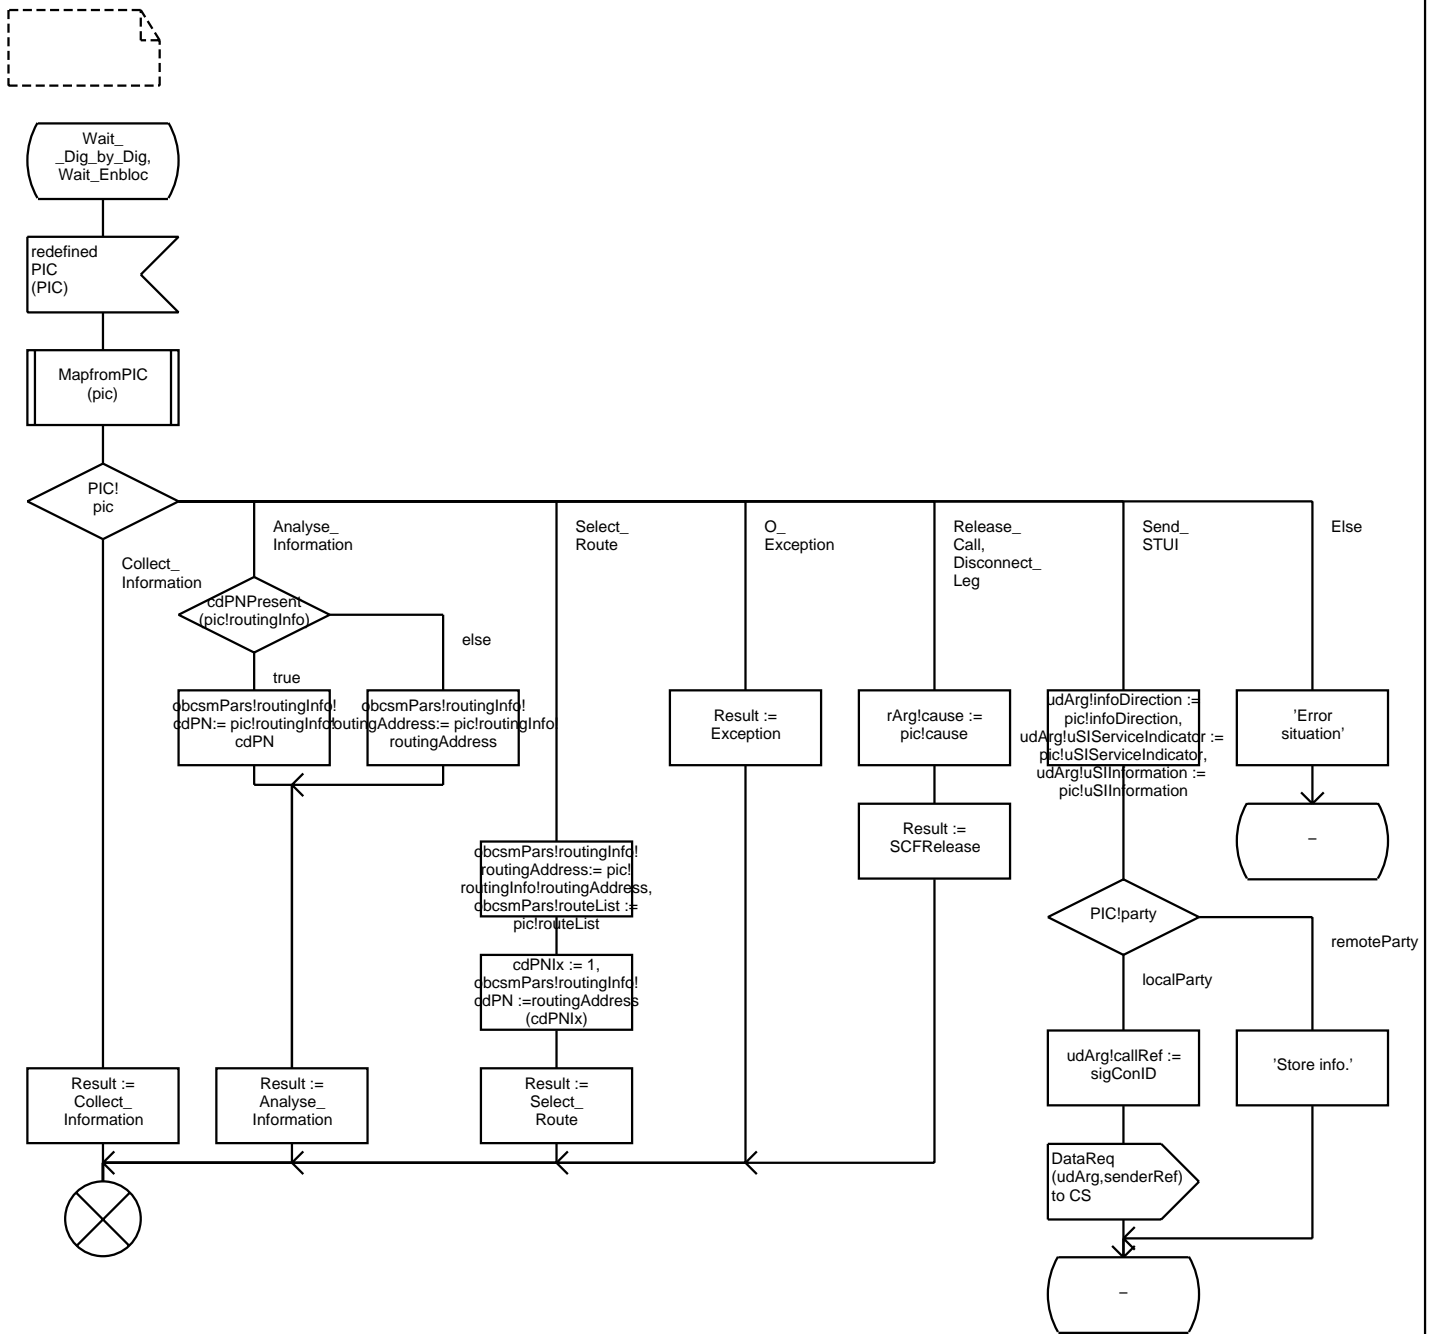 Wait_
_Dig_by_Dig,
Wait_Enbloc
redefined
PIC
(PIC)
MapfromPIC
(pic)
PIC!
pic
Collect_
Information
Analyse_
Information
Select_
Route
O_
Exception
Release_
Call,
Disconnect_
Leg
Send_
STUI
Else
cdPNPresent
(pic!routingInfo)
else
true
obcsmPars!routingInfo!
cdPN:= pic!routingInfo!
cdPN
obcsmPars!routingInfo!
routingAddress:= pic!routingInfo!
routingAddress
Result :=
Exception
rArg!cause :=
pic!cause
udArg!infoDirection :=
pic!infoDirection,
udArg!uSIServiceIndicator :=
pic!uSIServiceIndicator,
udArg!uSIInformation :=
pic!uSIInformation
'Error
situation'
Result :=
SCFRelease
–
obcsmPars!routingInfo!
routingAddress:= pic!
routingInfo!routingAddress,
obcsmPars!routeList :=
pic!routeList
PIC!party
remoteParty
localParty
cdPNIx := 1,
obcsmPars!routingInfo!
cdPN :=routingAddress
(cdPNIx)
udArg!callRef :=
sigConID
'Store info.'
Result :=
Collect_
Information
Result :=
Analyse_
Information
Result :=
Select_
Route
DataReq
(udArg,senderRef)
to CS
–